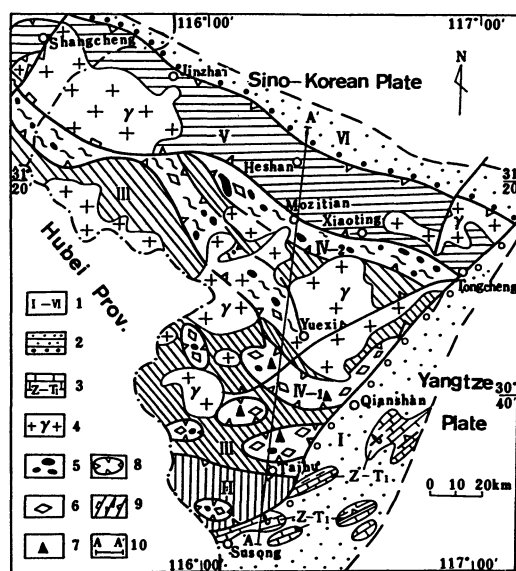 116°00′ 117°00′
Shangcheng
Jinzhai
Sino-Korean Plate
N
A
VI
V
γ
31°
20′
Heshan
31°
20′
III
Mozitian
Xiaoting
γ
IV-2
Hubei Prov.
Tongcheng
γ
γ
I-VI 1
Yuexi
2
Yangtze
Plate
30°
40′
Z-T₁ 3
IV-1
Qianshan
γ
+γ+ 4
III
I
5 8
Taihu
II
Z-T₁
6 9
0 10 20km
Z-T₁
A′
7 A A′ 10
Susong
116°00′ 117°00′